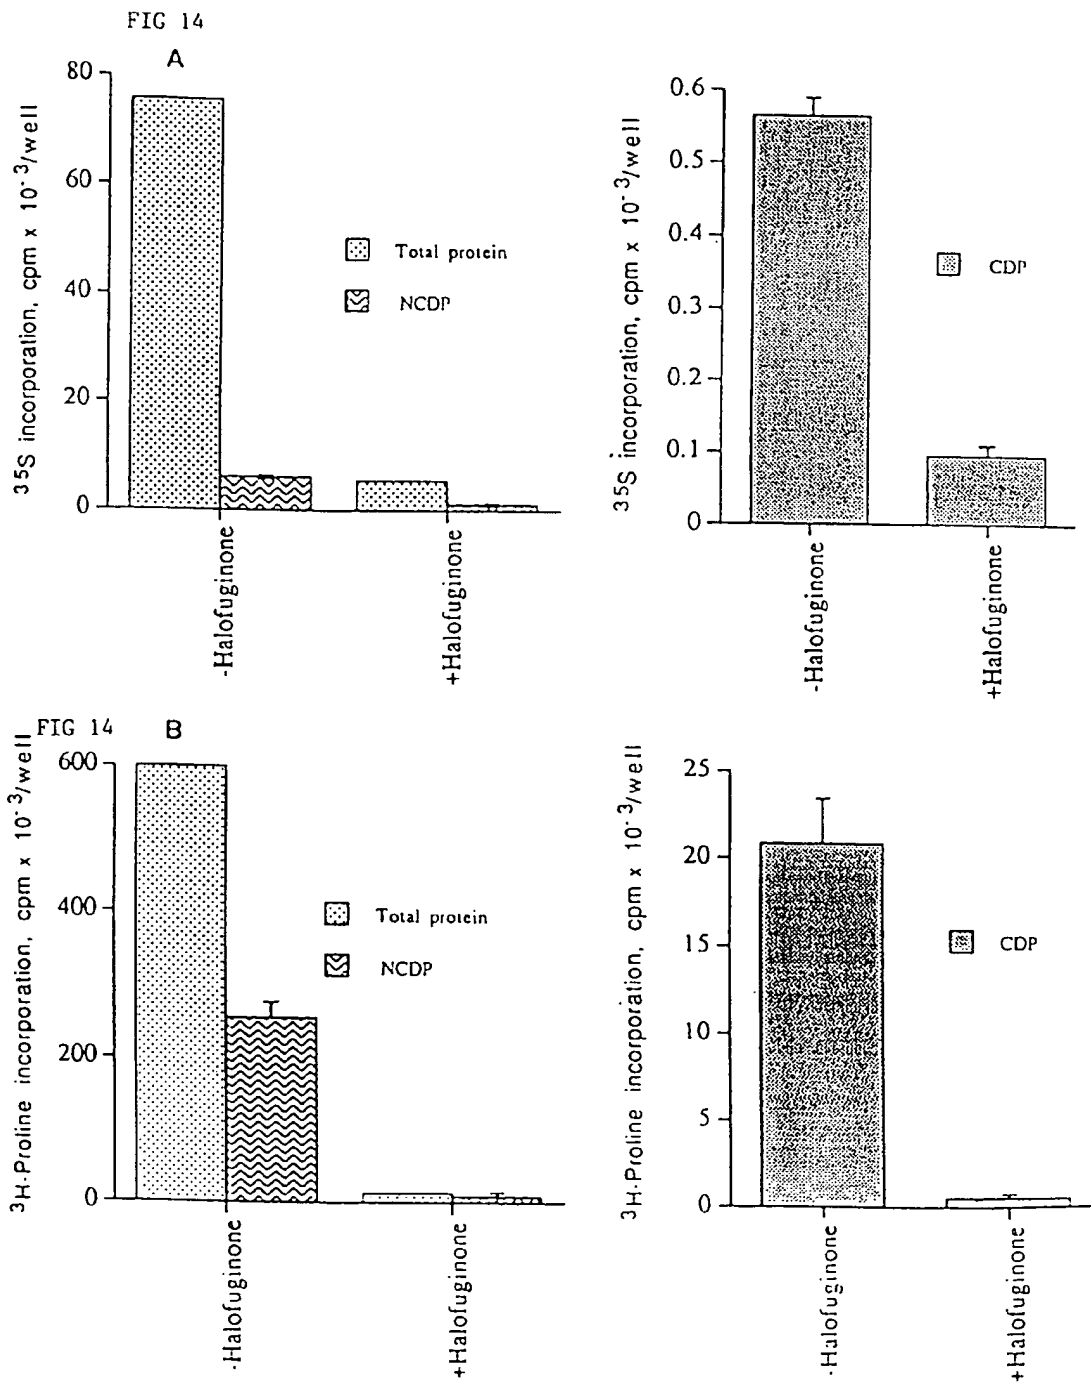 FIG 14
A
80
60
40
20
0
35S incorporation, cpm x 10-3/well
Total protein
NCDP
-Halofuginone
+Halofuginone
0.6
0.5
0.4
0.3
0.2
0.1
0
35S incorporation, cpm x 10-3/well
CDP
-Halofuginone
+Halofuginone
FIG 14
B
600
400
200
0
3H-Proline incorporation, cpm x 10-3/well
Total protein
NCDP
-Halofuginone
+Halofuginone
25
20
15
10
5
0
3H-Proline incorporation, cpm x 10-3/well
CDP
-Halofuginone
+Halofuginone